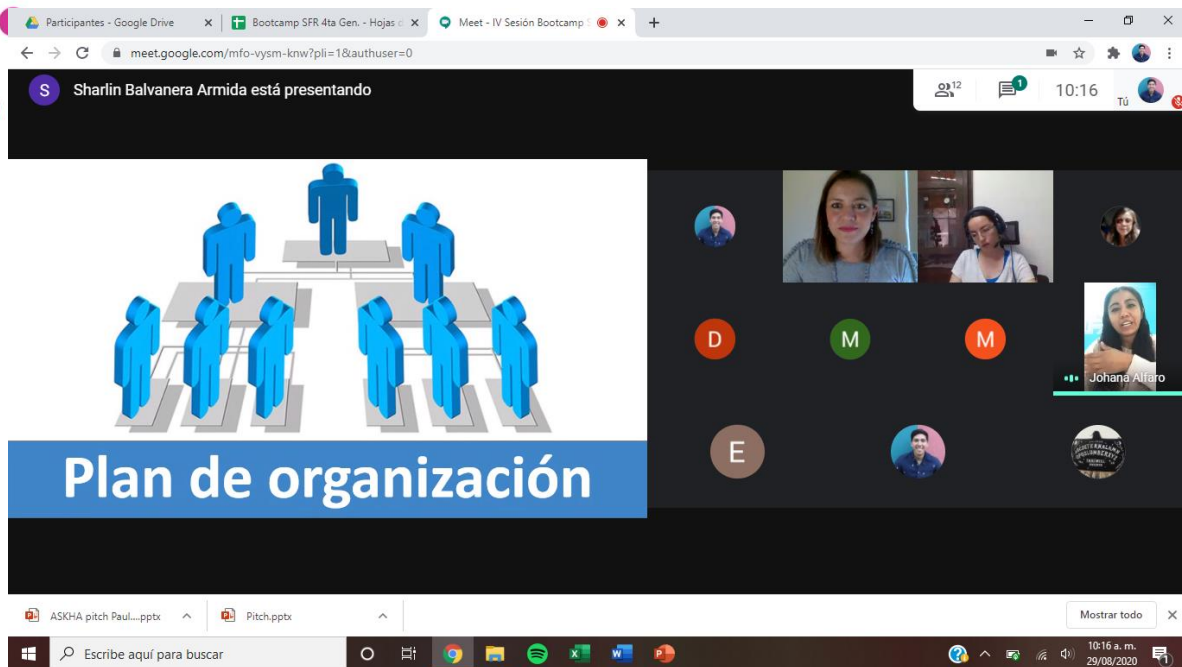 Participantes - Google Drive
Bootcamp SFR 4ta Gen. - Hojas
Meet - IV Sesión Bootcamp
meet.google.com/mfo-vysm-knw?pli=1&authuser=0
S
Sharlin Balvanera Armida está presentando
12
1
10:16
Tú
D
M
M
Johana Alfaro
E
Plan de organización
ASKHA pitch Paul....pptx
Pitch.pptx
Mostrar todo
Escribe aquí para buscar
10:16 a. m.
29/08/2020